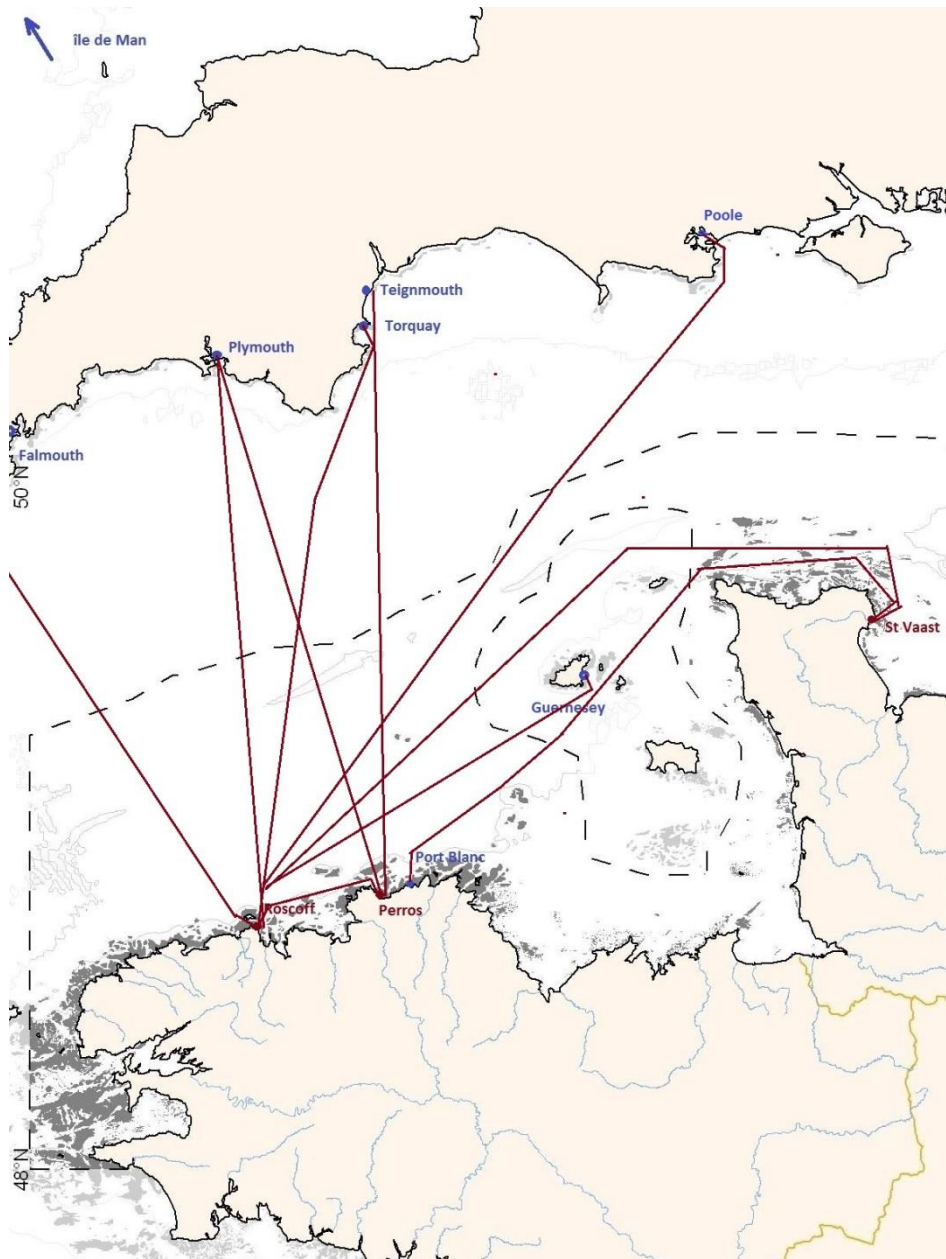 île de Man
Poole
Teignmouth
Torquay
Plymouth
Falmouth
50°N
St Vaast
Guernesey
Port Blanc
Roscoff
Perros
48°N